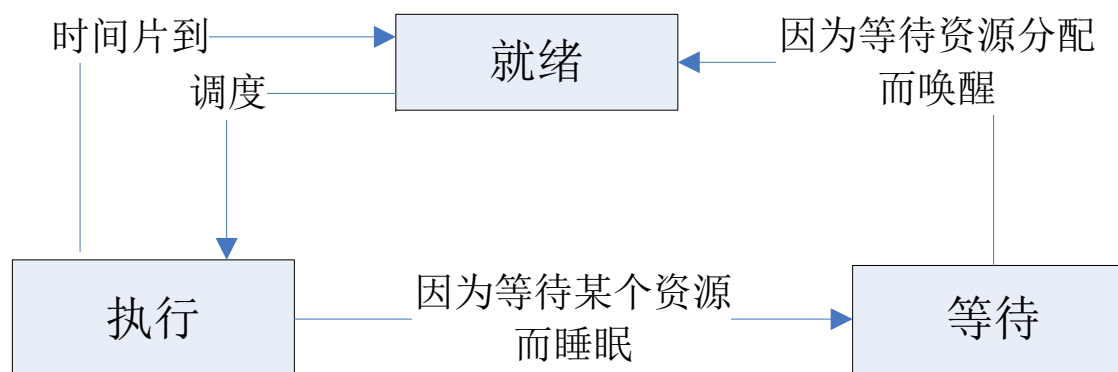 时间片到
就绪
因为等待资源分配
而唤醒
调度
执行
因为等待某个资源
而睡眠
等待